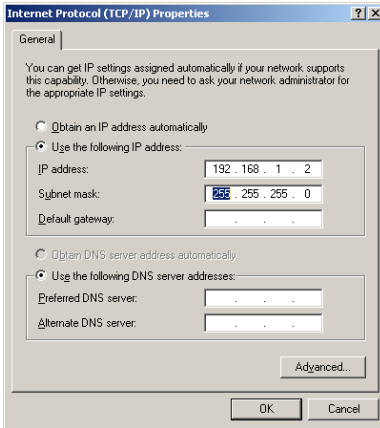 Internet Protocol (TCP/IP) Properties
General
You can get IP settings assigned automatically if your network supports
this capability. Otherwise, you need to ask your network administrator for
the appropriate IP settings.
Obtain an IP address automatically
Use the following IP address:
IP address: 192 . 168 . 1 . 2
Subnet mask: 255 . 255 . 255 . 0
Default gateway: . . .
Obtain DNS server address automatically
Use the following DNS server addresses:
Preferred DNS server: . . .
Alternate DNS server: . . .
Advanced...
OK Cancel